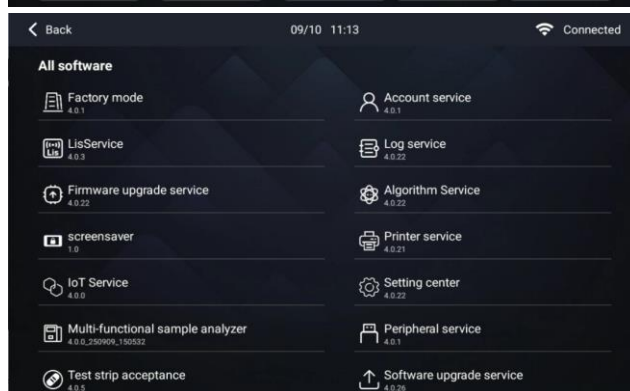 Back
09/10 11:13
Connected
All software
Factory mode
4.0.1
Account service
4.0.1
LisService
4.0.3
Log service
4.0.22
Firmware upgrade service
4.0.22
Algorithm Service
4.0.22
screensaver
1.0
Printer service
4.0.21
IoT Service
4.0.0
Setting center
4.0.22
Multi-functional sample analyzer
4.0.0_250909_150532
Peripheral service
4.0.1
Test strip acceptance
4.0.5
Software upgrade service
4.0.26
Lis